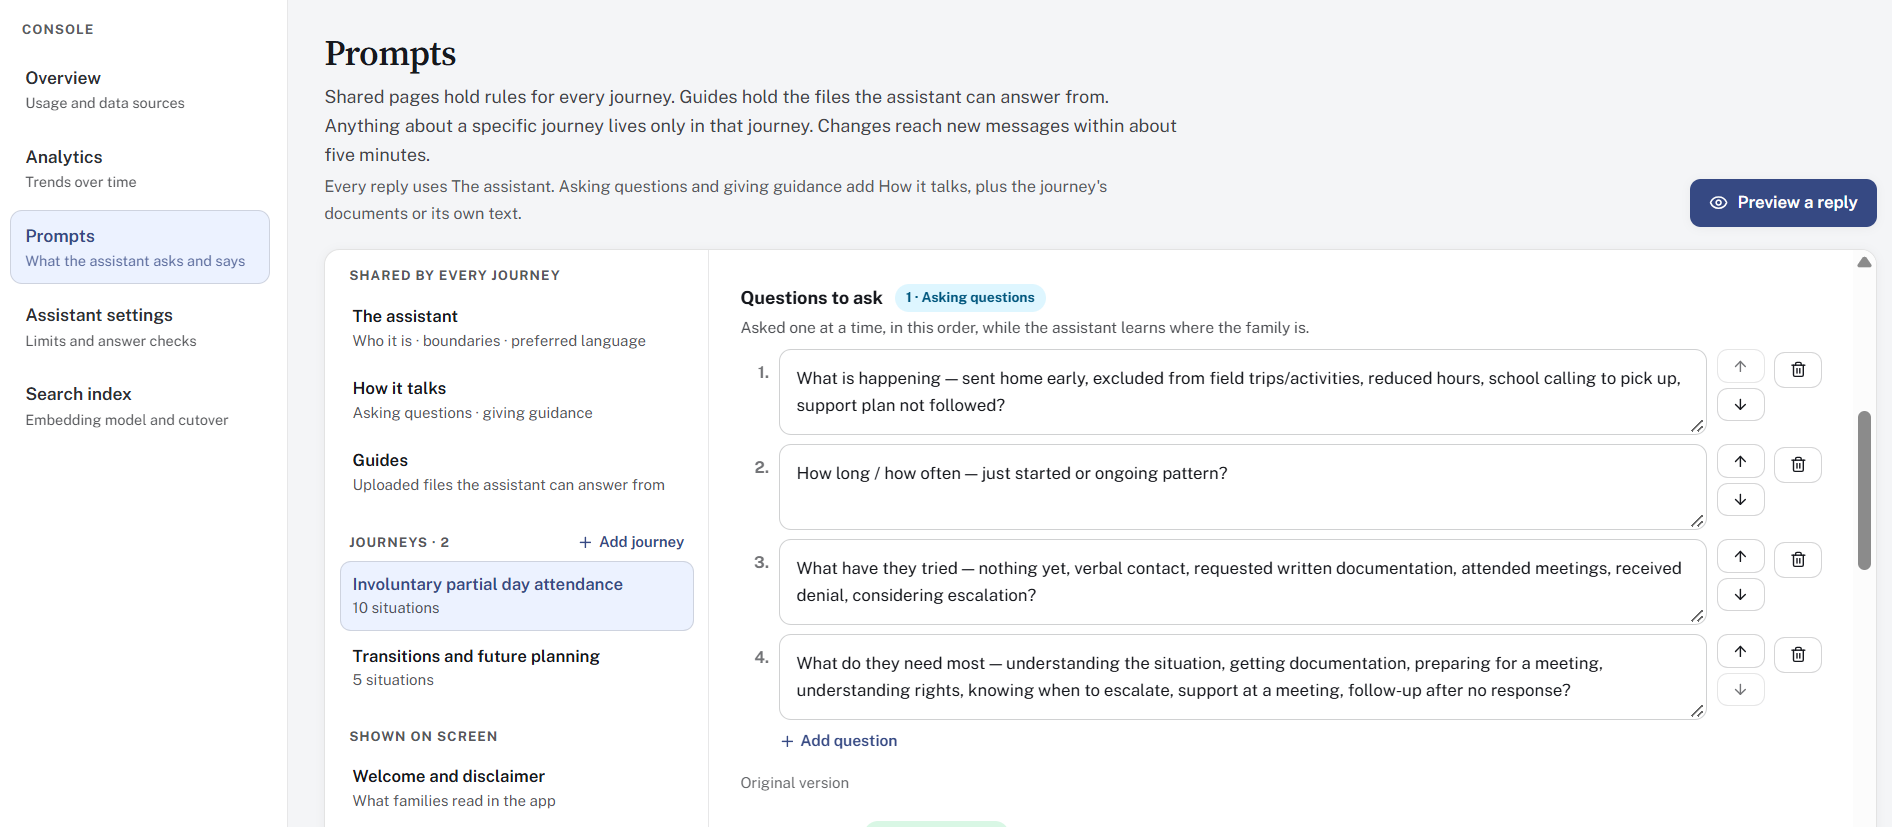 CONSOLE
Overview
Usage and data sources
Analytics
Trends over time
Prompts
What the assistant asks and says
Assistant settings
Limits and answer checks
Search index
Embedding model and cutover
Prompts
Shared pages hold rules for every journey. Guides hold the files the assistant can answer from.
Anything about a specific journey lives only in that journey. Changes reach new messages within about
five minutes.
Every reply uses The assistant. Asking questions and giving guidance add How it talks, plus the journey's
documents or its own text.
Preview a reply
SHARED BY EVERY JOURNEY
The assistant
Who it is · boundaries · preferred language
How it talks
Asking questions · giving guidance
Guides
Uploaded files the assistant can answer from
JOURNEYS · 2
+ Add journey
Involuntary partial day attendance
10 situations
Transitions and future planning
5 situations
SHOWN ON SCREEN
Welcome and disclaimer
What families read in the app
Questions to ask
1 · Asking questions
Asked one at a time, in this order, while the assistant learns where the family is.
1.
What is happening — sent home early, excluded from field trips/activities, reduced hours, school calling to pick up,
support plan not followed?
2.
How long / how often — just started or ongoing pattern?
3.
What have they tried — nothing yet, verbal contact, requested written documentation, attended meetings, received
denial, considering escalation?
4.
What do they need most — understanding the situation, getting documentation, preparing for a meeting,
understanding rights, knowing when to escalate, support at a meeting, follow-up after no response?
+ Add question
Original version